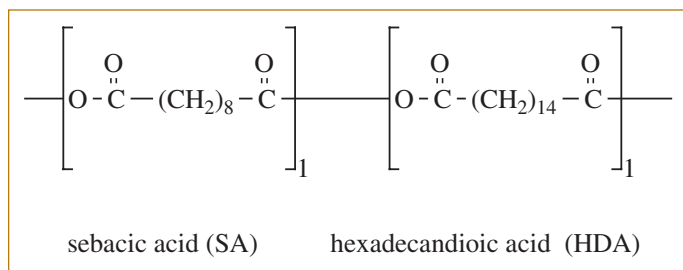 O O O O
O – C – (CH₂)₈ – C O – C – (CH₂)₁₄ – C
1 1
sebacic acid (SA) hexadecandioic acid (HDA)